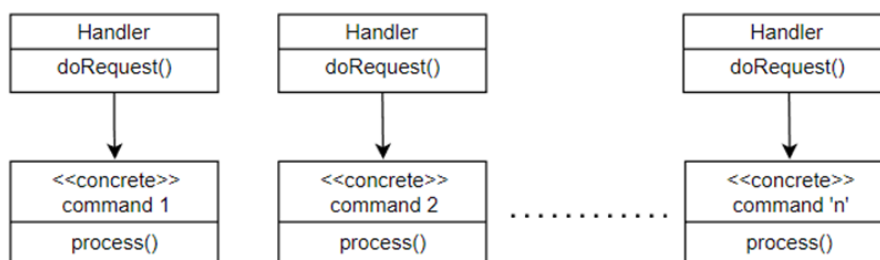 Handler
doRequest()
Handler
doRequest()
Handler
doRequest()
<<concrete>>
command 1
process()
<<concrete>>
command 2
process()
<<concrete>>
command 'n'
process()